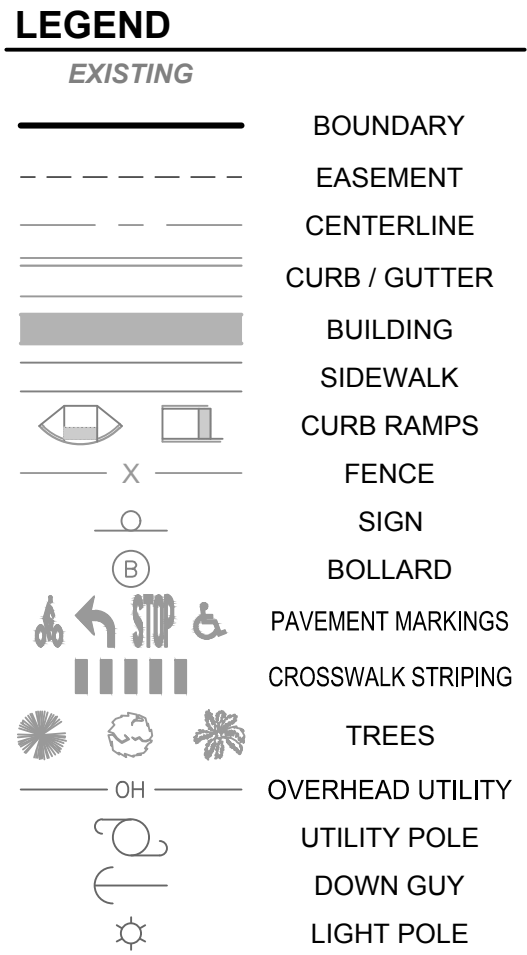 LEGEND
EXISTING
BOUNDARY
EASEMENT
CENTERLINE
CURB / GUTTER
BUILDING
SIDEWALK
CURB RAMPS
X FENCE
SIGN
B BOLLARD
STOP PAVEMENT MARKINGS
CROSSWALK STRIPING
TREES
OH OVERHEAD UTILITY
UTILITY POLE
DOWN GUY
LIGHT POLE